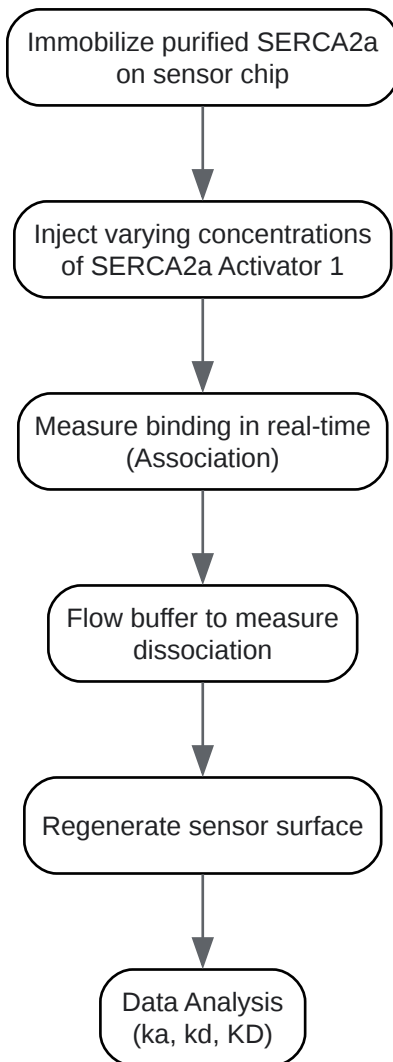 Immobilize purified SERCA2a
on sensor chip
Inject varying concentrations
of SERCA2a Activator 1
Measure binding in real-time
(Association)
Flow buffer to measure
dissociation
Regenerate sensor surface
Data Analysis
(ka, kd, KD)